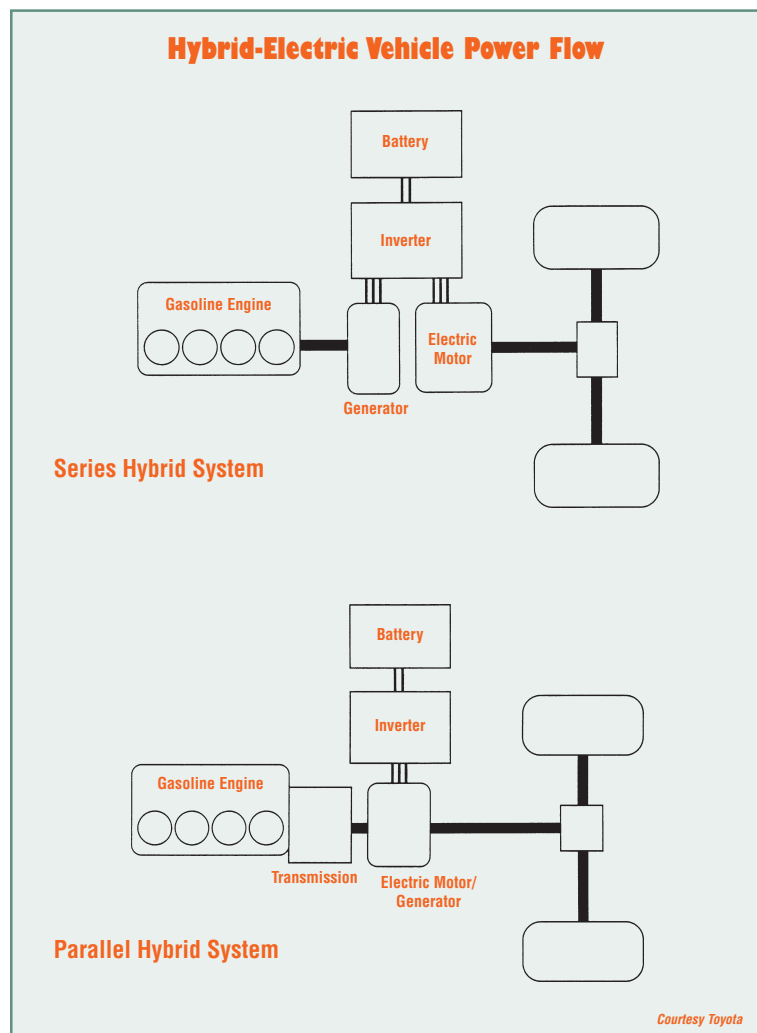 Hybrid-Electric Vehicle Power Flow
Battery
Inverter
Gasoline Engine
Electric
Motor
Generator
Series Hybrid System
Battery
Inverter
Gasoline Engine
Transmission
Electric Motor/
Generator
Parallel Hybrid System
Courtesy Toyota